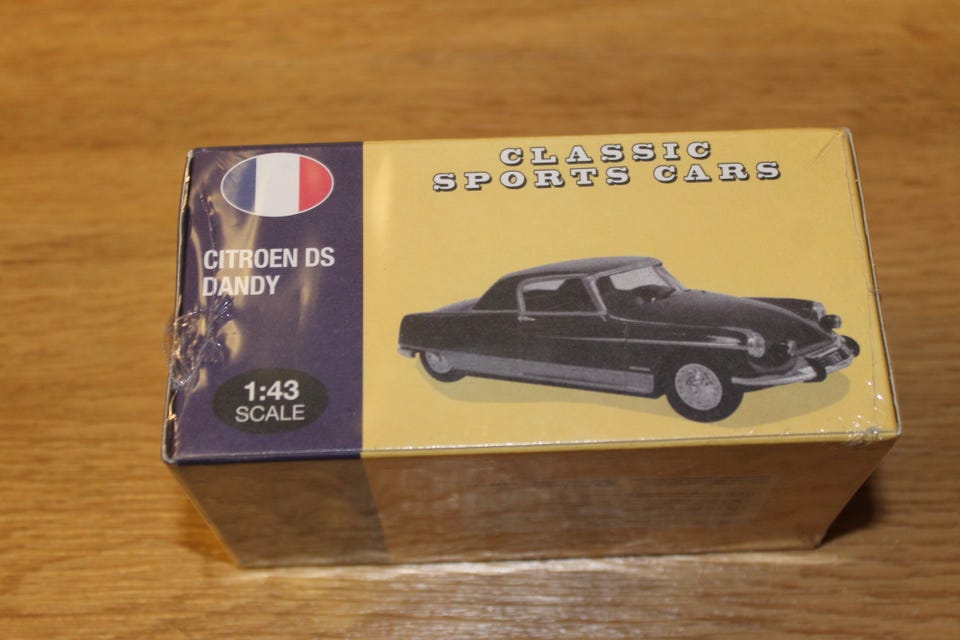 CLASSIC
SPORTS CARS
CITROEN DS
DANDY
1:43
SCALE